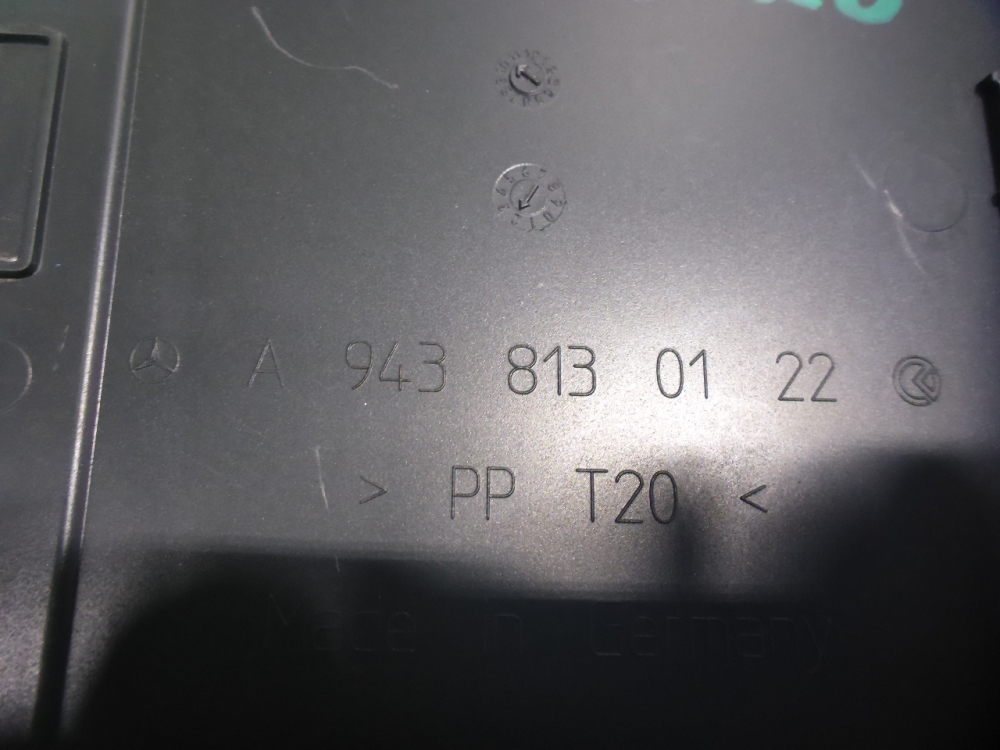 A 943 813 01 22
> PP T20 <
Made in Germany